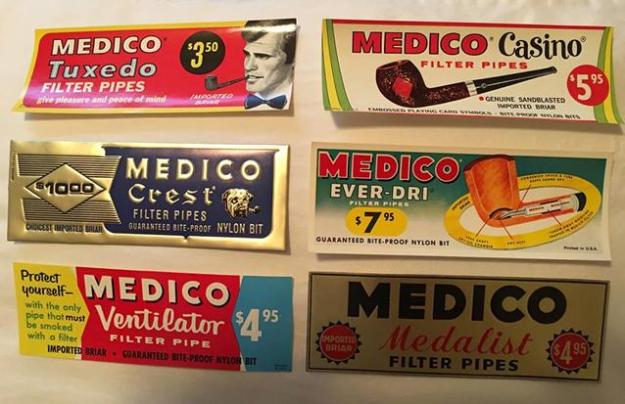 MEDICO
Tuxedo
FILTER PIPES
give pleasure and peace of mind
$3.50
IMPORTED
BRIAR
MEDICO® Casino®
FILTER PIPES
$5.95
GENUINE SANDBLASTED
IMPORTED BRIAR
EMBOSSED PLAYING CARD SYMBOLS • BITE-PROOF NYLON BITS
$1000
CHOICEST IMPORTED BRIAR
MEDICO
Crest
FILTER PIPES
GUARANTEED BITE-PROOF NYLON BIT
MEDICO
EVER-DRI
FILTER PIPES
$7.95
GUARANTEED BITE-PROOF NYLON BIT
Printed in U.S.A.
Protect
yourself—
with the only
pipe that must
be smoked
with a filter
MEDICO
Ventilator
FILTER PIPE
$4.95
IMPORTED BRIAR • GUARANTEED BITE-PROOF NYLON BIT
MEDICO
Medalist
FILTER PIPES
IMPORTED
BRIAR
$4.95